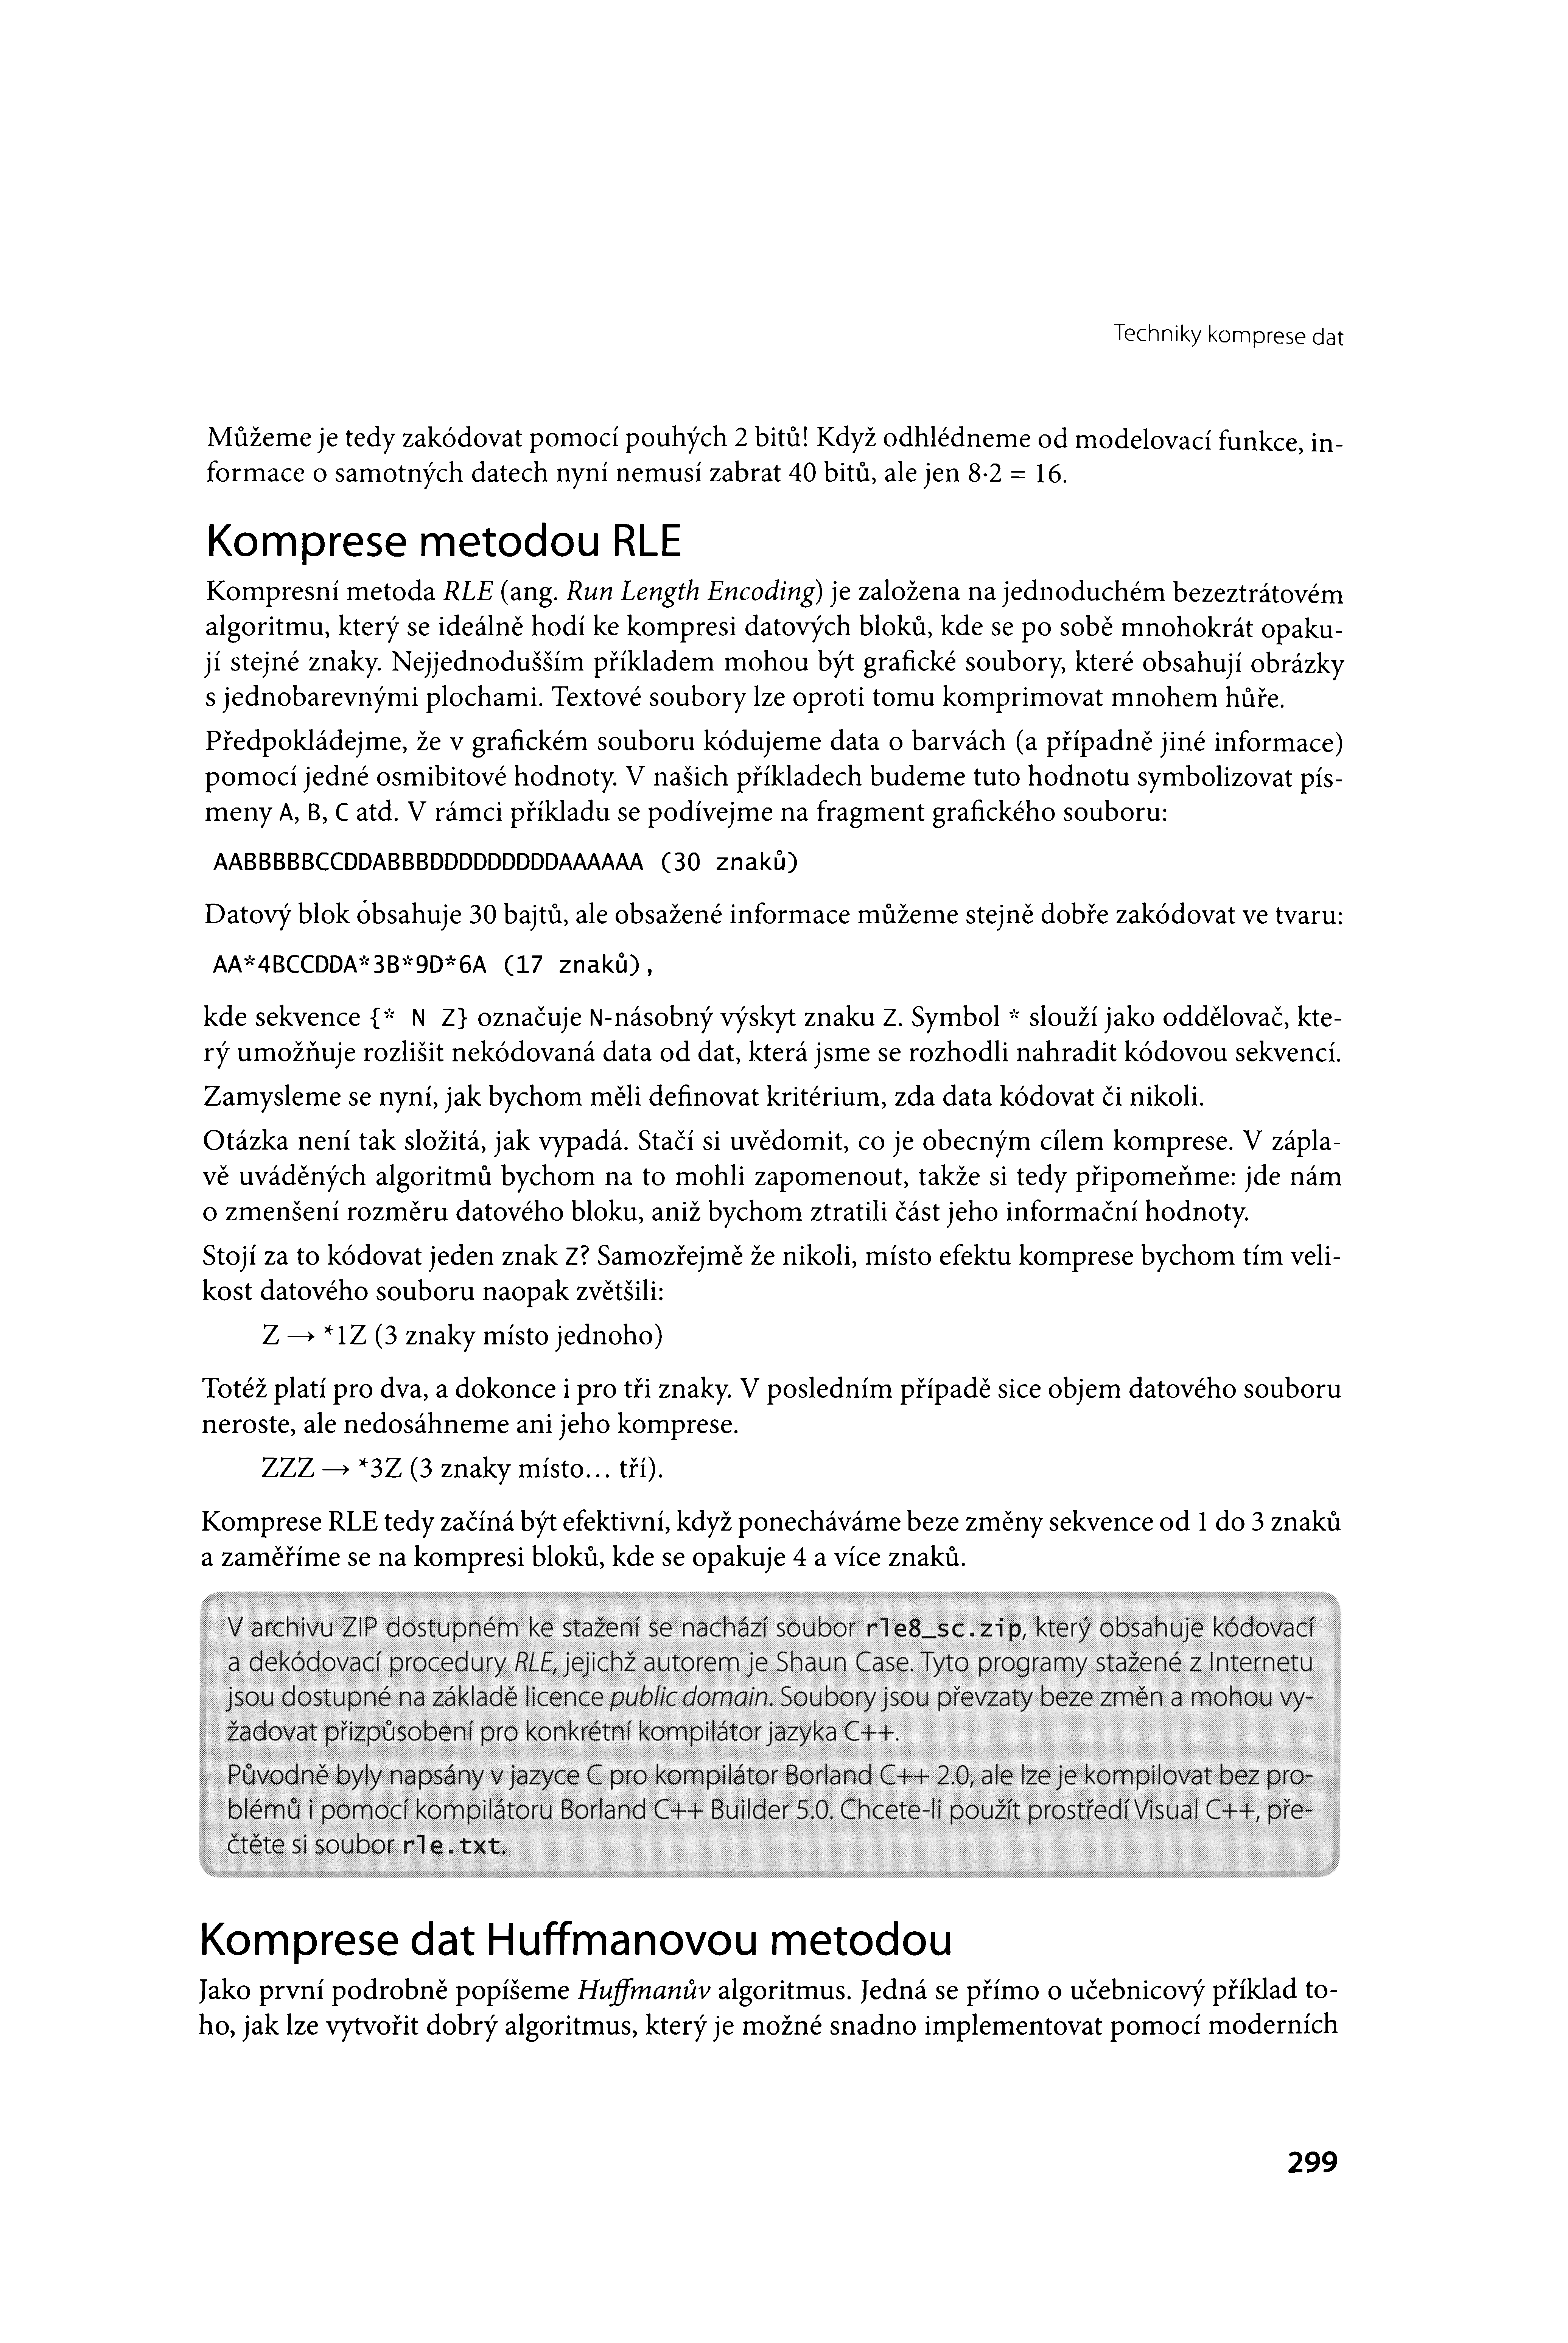 Techniky komprese dat
Můžeme je tedy zakódovat pomocí pouhých 2 bitů! Když odhlédneme od modelovací funkce, in-
formace o samotných datech nyní nemusí zabrat 40 bitů, ale jen 8·2 = 16.
Komprese metodou RLE
Kompresní metoda RLE (ang. Run Length Encoding) je založena na jednoduchém bezeztrátovém
algoritmu, který se ideálně hodí ke kompresi datových bloků, kde se po sobě mnohokrát opaku-
jí stejné znaky. Nejjednodušším příkladem mohou být grafické soubory, které obsahují obrázky
s jednobarevnými plochami. Textové soubory lze oproti tomu komprimovat mnohem hůře.
Předpokládejme, že v grafickém souboru kódujeme data o barvách (a případně jiné informace)
pomocí jedné osmibitové hodnoty. V našich příkladech budeme tuto hodnotu symbolizovat pís-
meny A, B, C atd. V rámci příkladu se podívejme na fragment grafického souboru:
AABBBBBCCDDABBBDDDDDDDDDAAAAAA (30 znaků)
Datový blok obsahuje 30 bajtů, ale obsažené informace můžeme stejně dobře zakódovat ve tvaru:
AA*4BCCDDA*3B*9D*6A (17 znaků),
kde sekvence {* N Z} označuje N-násobný výskyt znaku Z. Symbol * slouží jako oddělovač, kte-
rý umožňuje rozlišit nekódovaná data od dat, která jsme se rozhodli nahradit kódovou sekvencí.
Zamysleme se nyní, jak bychom měli definovat kritérium, zda data kódovat či nikoli.
Otázka není tak složitá, jak vypadá. Stačí si uvědomit, co je obecným cílem komprese. V zápla-
vě uváděných algoritmů bychom na to mohli zapomenout, takže si tedy připomeňme: jde nám
o zmenšení rozměru datového bloku, aniž bychom ztratili část jeho informační hodnoty.
Stojí za to kódovat jeden znak Z? Samozřejmě že nikoli, místo efektu komprese bychom tím veli-
kost datového souboru naopak zvětšili:
Z → *1Z (3 znaky místo jednoho)
Totéž platí pro dva, a dokonce i pro tři znaky. V posledním případě sice objem datového souboru
neroste, ale nedosáhneme ani jeho komprese.
ZZZ → *3Z (3 znaky místo… tří).
Komprese RLE tedy začíná být efektivní, když ponecháváme beze změny sekvence od 1 do 3 znaků
a zaměříme se na kompresi bloků, kde se opakuje 4 a více znaků.
V archivu ZIP dostupném ke stažení se nachází soubor rle8_sc.zip, který obsahuje kódovací
a dekódovací procedury RLE, jejichž autorem je Shaun Case. Tyto programy stažené z Internetu
jsou dostupné na základě licence public domain. Soubory jsou převzaty beze změn a mohou vy-
žadovat přizpůsobení pro konkrétní kompilátor jazyka C++.
Původně byly napsány v jazyce C pro kompilátor Borland C++ 2.0, ale lze je kompilovat bez pro-
blémů i pomocí kompilátoru Borland C++ Builder 5.0. Chcete-li použít prostředí Visual C++, pře-
čtěte si soubor rle.txt.
Komprese dat Huffmanovou metodou
Jako první podrobně popíšeme Huffmanův algoritmus. Jedná se přímo o učebnicový příklad to-
ho, jak lze vytvořit dobrý algoritmus, který je možné snadno implementovat pomocí moderních
299